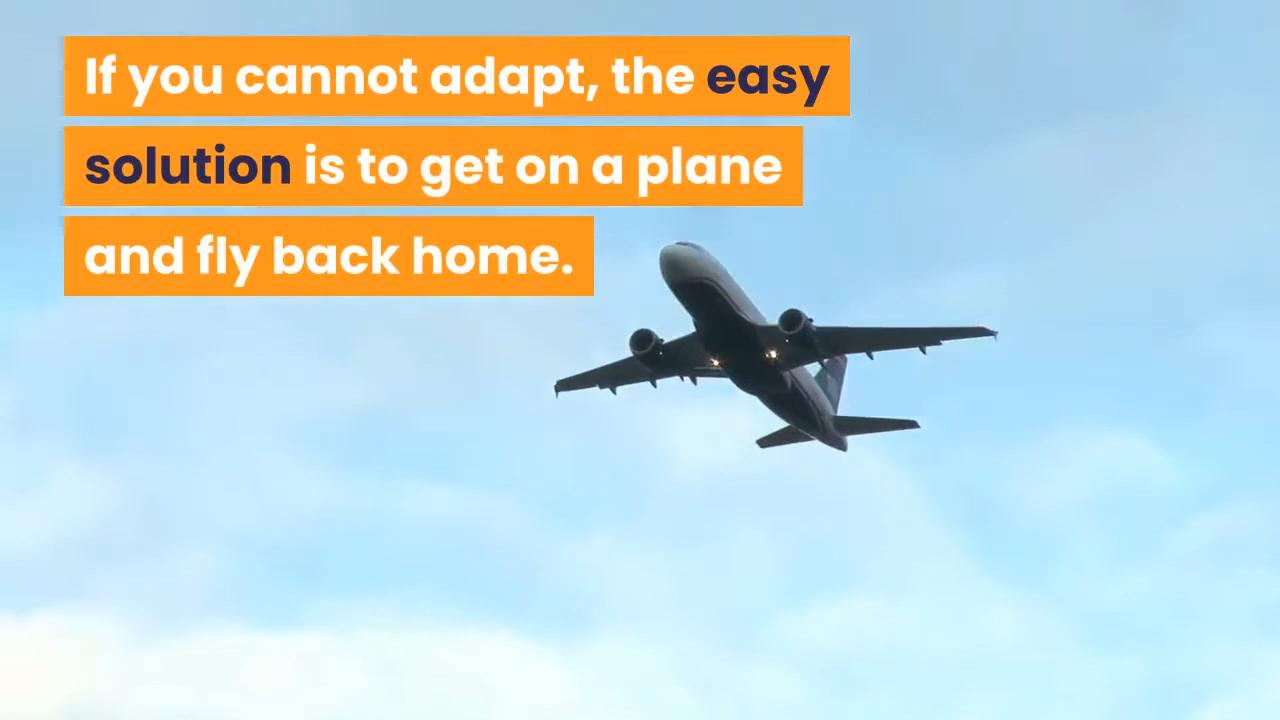 If you cannot adapt, the easy
solution is to get on a plane
and fly back home.